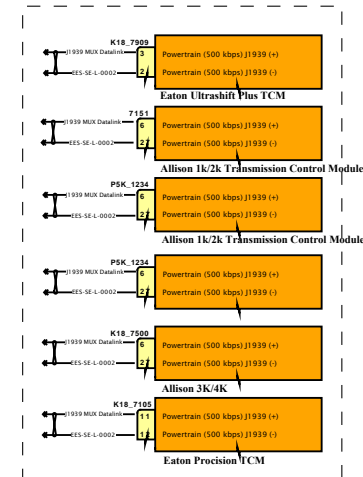 K18_7909
J1939 MUX Datalink 3 Powertrain (500 kbps) J1939 (+)
EES-SE-L-0002 2 Powertrain (500 kbps) J1939 (-)
Eaton Ultrashift Plus TCM
7151
J1939 MUX Datalink 6 Powertrain (500 kbps) J1939 (+)
EES-SE-L-0002 27 Powertrain (500 kbps) J1939 (-)
Allison 1k/2k Transmission Control Module
P5K_1234
J1939 MUX Datalink 6 Powertrain (500 kbps) J1939 (+)
EES-SE-L-0002 27 Powertrain (500 kbps) J1939 (-)
Allison 1k/2k Transmission Control Module
P5K_1234
J1939 MUX Datalink 6 Powertrain (500 kbps) J1939 (+)
EES-SE-L-0002 Powertrain (500 kbps) J1939 (-)
K18_7500
J1939 MUX Datalink 6 Powertrain (500 kbps) J1939 (+)
EES-SE-L-0002 Powertrain (500 kbps) J1939 (-)
Allison 3K/4K
K18_7105
J1939 MUX Datalink 11 Powertrain (500 kbps) J1939 (+)
EES-SE-L-0002 Powertrain (500 kbps) J1939 (-)
Eaton Procision TCM